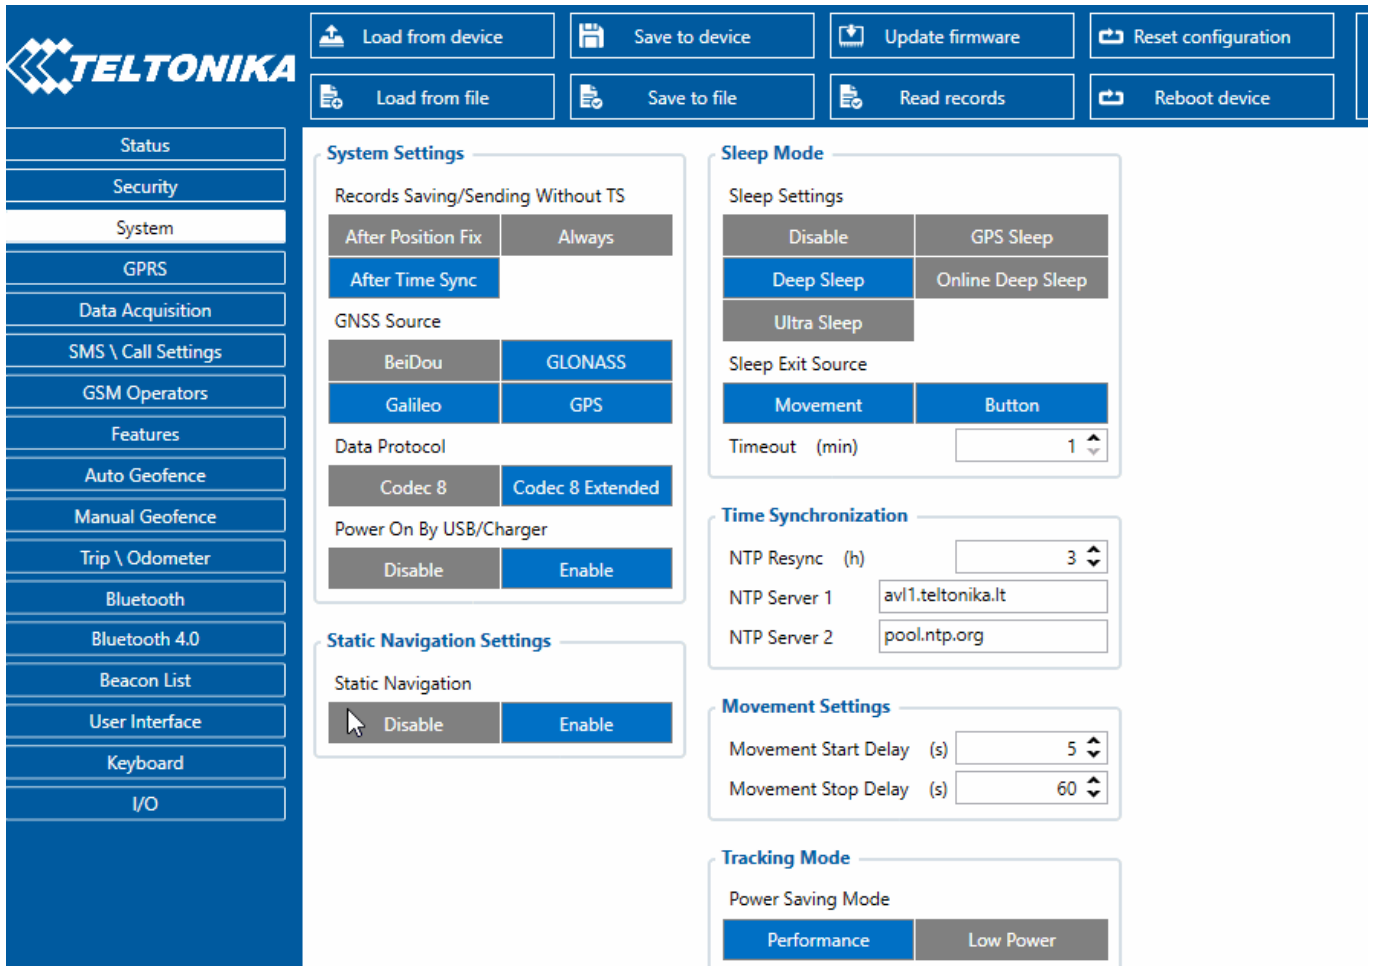 TELTONIKA
Load from device
Save to device
Update firmware
Reset configuration
Load from file
Save to file
Read records
Reboot device
Status
Security
System
GPRS
Data Acquisition
SMS \ Call Settings
GSM Operators
Features
Auto Geofence
Manual Geofence
Trip \ Odometer
Bluetooth
Bluetooth 4.0
Beacon List
User Interface
Keyboard
I/O
System Settings
Records Saving/Sending Without TS
After Position Fix Always
After Time Sync
GNSS Source
BeiDou GLONASS
Galileo GPS
Data Protocol
Codec 8 Codec 8 Extended
Power On By USB/Charger
Disable Enable
Static Navigation Settings
Static Navigation
Disable Enable
Sleep Mode
Sleep Settings
Disable GPS Sleep
Deep Sleep Online Deep Sleep
Ultra Sleep
Sleep Exit Source
Movement Button
Timeout (min) 1
Time Synchronization
NTP Resync (h) 3
NTP Server 1 avl1.teltonika.lt
NTP Server 2 pool.ntp.org
Movement Settings
Movement Start Delay (s) 5
Movement Stop Delay (s) 60
Tracking Mode
Power Saving Mode
Performance Low Power